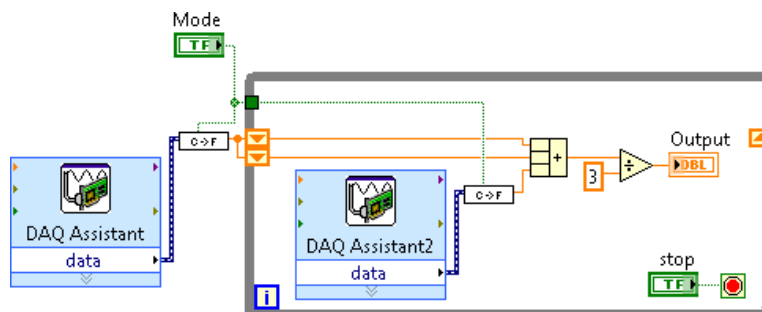 Mode
TF
C->F
DAQ Assistant
data
C->F
DAQ Assistant2
data
+
÷
3
Output
DBL
stop
TF
i